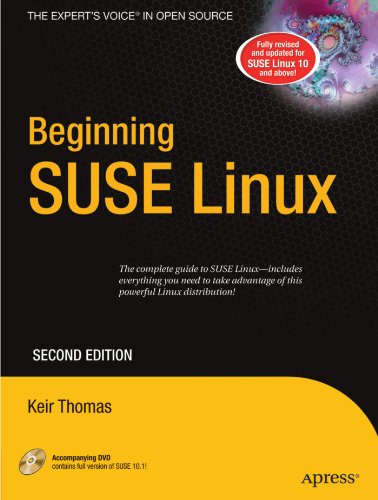 THE EXPERT'S VOICE® IN OPEN SOURCE
Fully revised
and updated for
SUSE Linux 10
and above!
Beginning
SUSE Linux
The complete guide to SUSE Linux—includes
everything you need to take advantage of this
powerful Linux distribution!
SECOND EDITION
Keir Thomas
Accompanying DVD
contains full version of SUSE 10.1!
Apress®